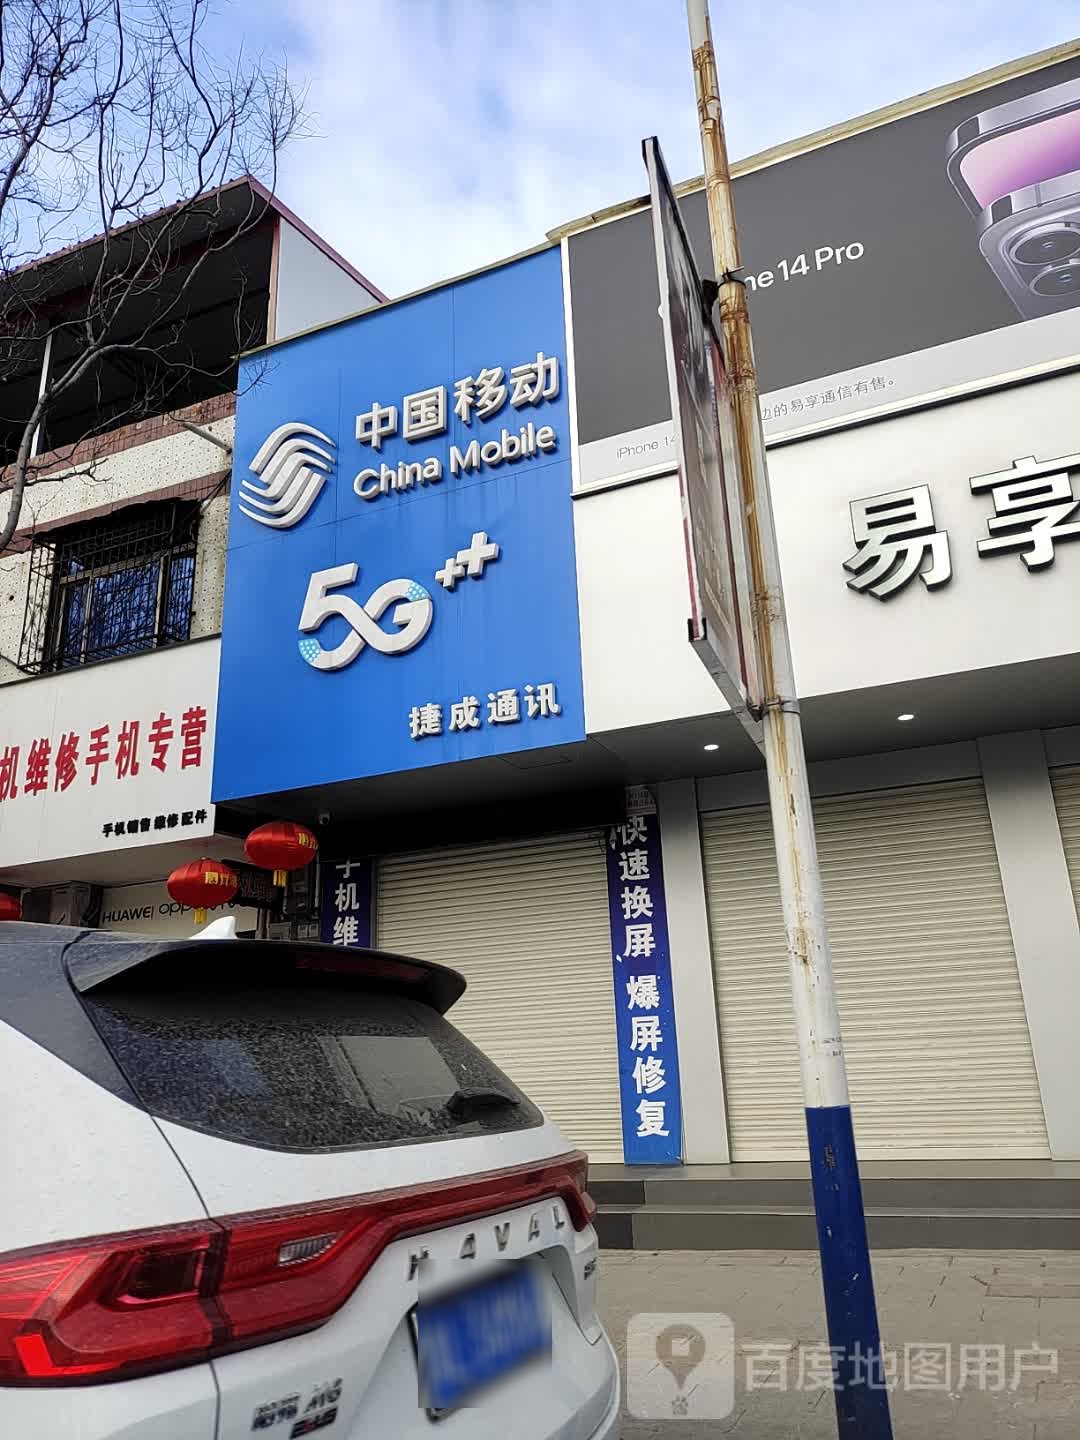 中国移动
China Mobile
5G++
捷成通讯
ne 14 Pro
iPhone 14
边的易享通信有售。
易享
机维修手机专营
手机销售维修配件
HUAWEI
手机维
快速换屏 爆屏修复
HAVAL
百度地图用户